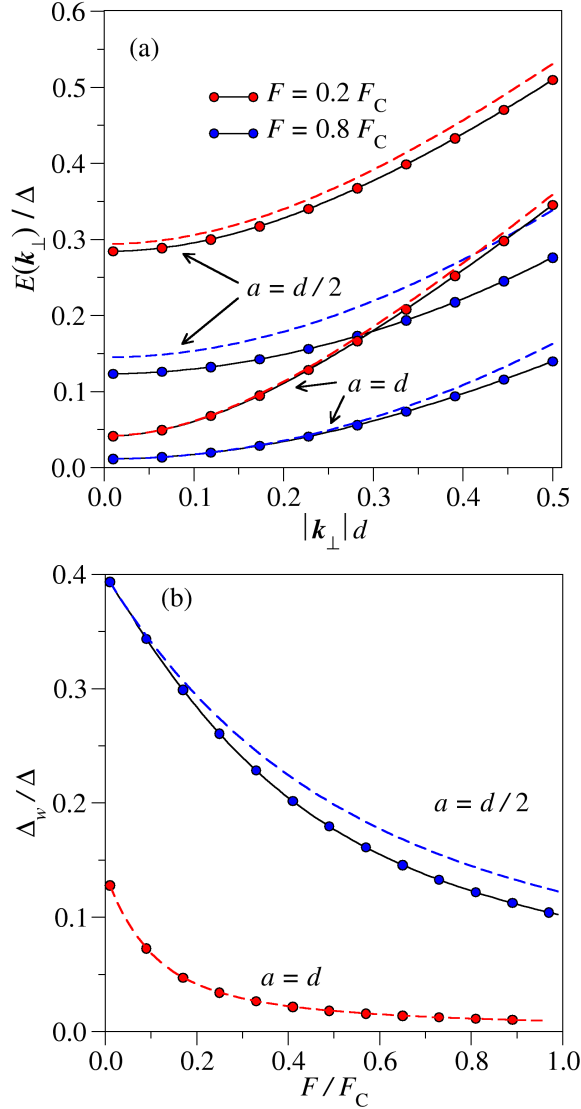 (a)
F = 0.2 F_C
F = 0.8 F_C
E(k_⊥) / Δ
0.6
0.5
0.4
0.3
0.2
0.1
0.0
a = d / 2
a = d
0.0 0.1 0.2 0.3 0.4 0.5
|k_⊥| d
(b)
Δ_w / Δ
0.4
0.3
0.2
0.1
0.0
a = d / 2
a = d
0.0 0.2 0.4 0.6 0.8 1.0
F / F_C